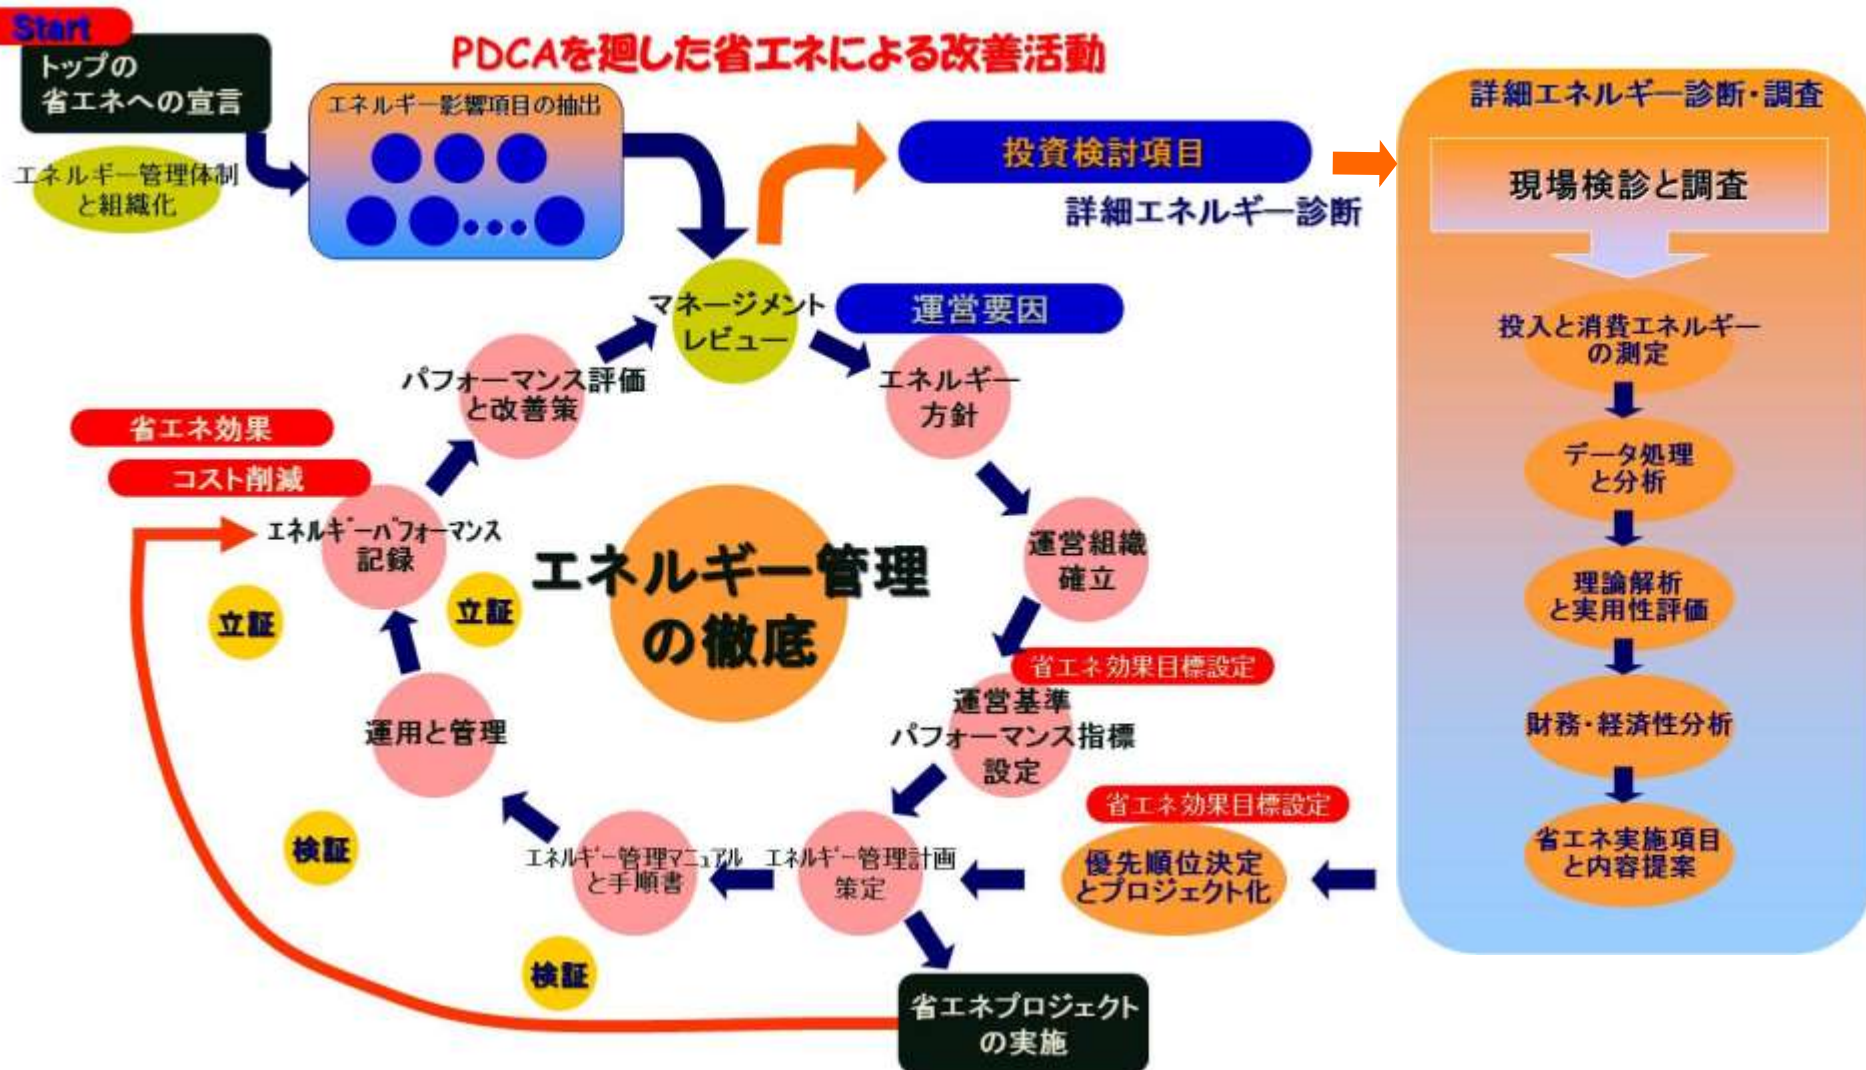 Start
PDCAを廻した省エネによる改善活動
トップの
省エネへの宣言
エネルギー管理体制
と組織化
エネルギー影響項目の抽出
投資検討項目
詳細エネルギー診断
詳細エネルギー診断・調査
現場検診と調査
投入と消費エネルギー
の測定
データ処理
と分析
理論解析
と実用性評価
財務・経済性分析
省エネ実施項目
と内容提案
マネージメント
レビュー
運営要因
エネルギー
方針
運営組織
確立
省エネ効果目標設定
運営基準
パフォーマンス指標
設定
省エネ効果目標設定
優先順位決定
とプロジェクト化
エネルギー管理計画
策定
エネルギー管理マニュアル
と手順書
運用と管理
省エネ効果
コスト削減
エネルギーパフォーマンス
記録
パフォーマンス評価
と改善策
エネルギー管理
の徹底
立証
立証
検証
検証
省エネプロジェクト
の実施